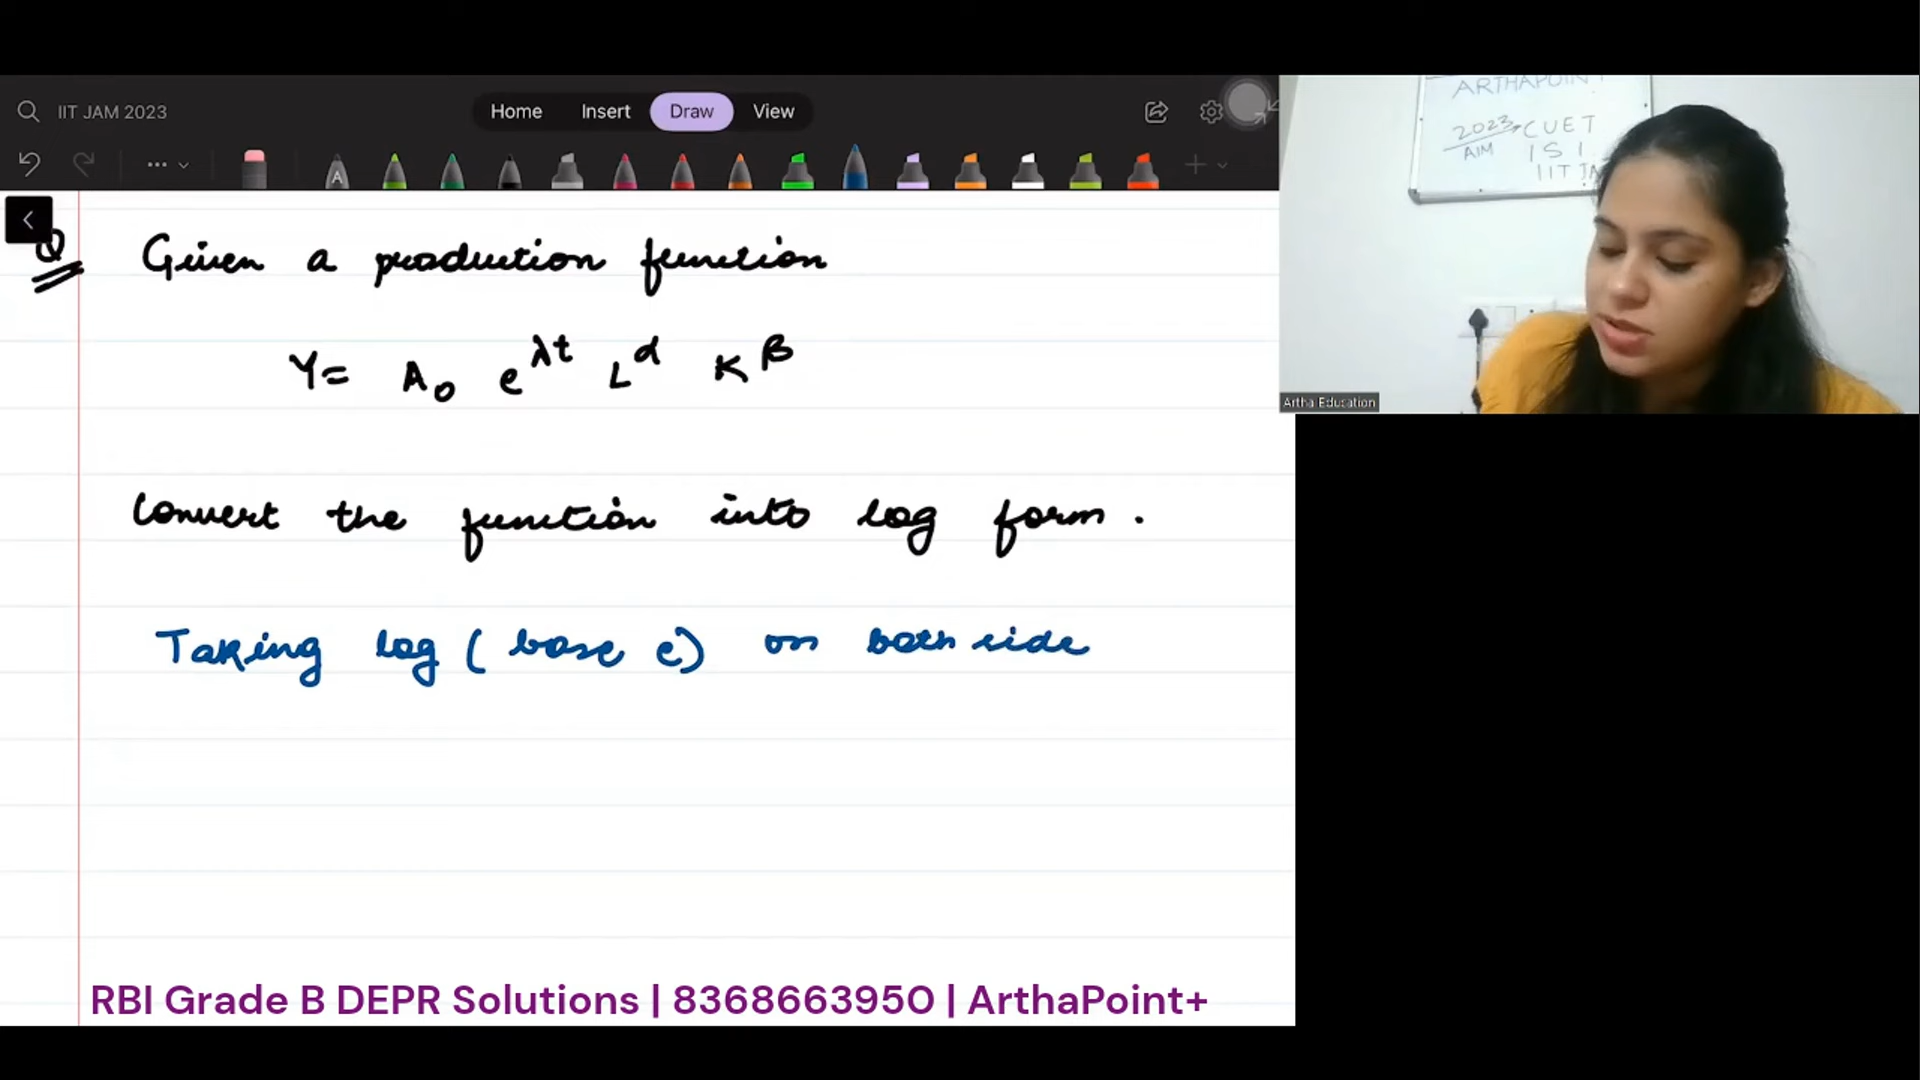 IIT JAM 2023
Home Insert Draw View
A
ARTHAPOINT
2023 CUET
AIM ISI
IIT JA
Artha Education
Q Given a production function
Y= A₀ e^λt L^α K^β
Convert the function into log form.
Taking log (base e) on both side
RBI Grade B DEPR Solutions | 8368663950 | ArthaPoint+